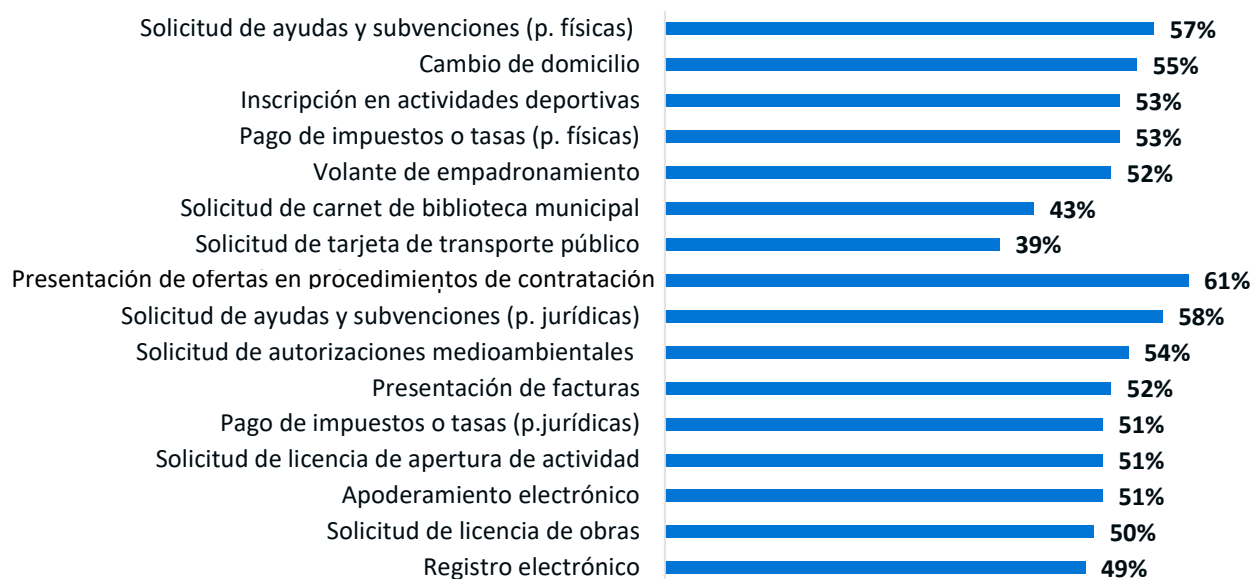 Solicitud de ayudas y subvenciones (p. físicas) 57%
Cambio de domicilio 55%
Inscripción en actividades deportivas 53%
Pago de impuestos o tasas (p. físicas) 53%
Volante de empadronamiento 52%
Solicitud de carnet de biblioteca municipal 43%
Solicitud de tarjeta de transporte público 39%
Presentación de ofertas en procedimientos de contratación 61%
Solicitud de ayudas y subvenciones (p. jurídicas) 58%
Solicitud de autorizaciones medioambientales 54%
Presentación de facturas 52%
Pago de impuestos o tasas (p.jurídicas) 51%
Solicitud de licencia de apertura de actividad 51%
Apoderamiento electrónico 51%
Solicitud de licencia de obras 50%
Registro electrónico 49%